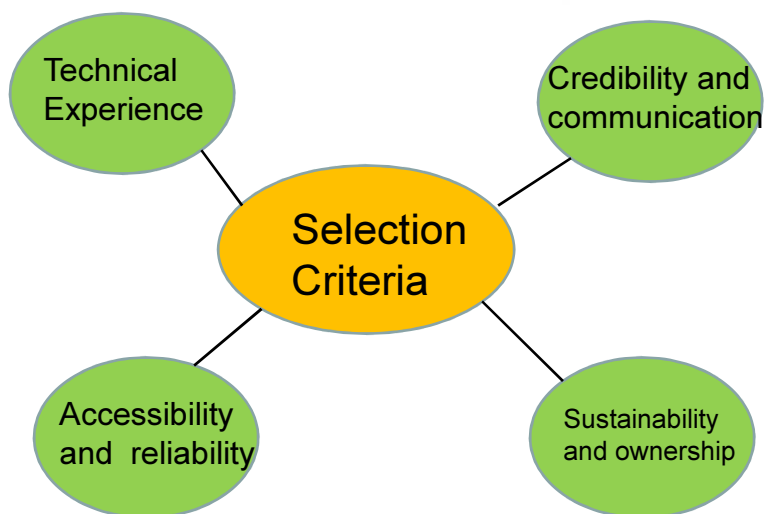 Technical
Experience
Credibility and
communication
Selection
Criteria
Accessibility
and  reliability
Sustainability
and ownership